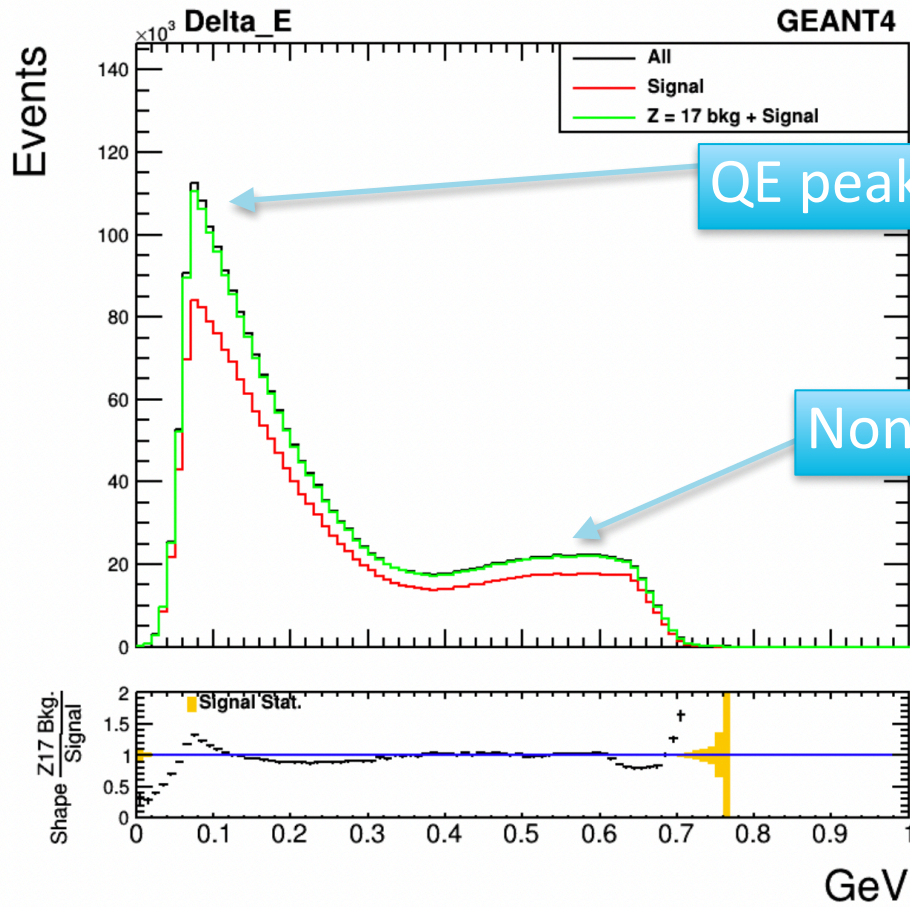 Delta_E
GEANT4
×10³
Events
All
Signal
Z = 17 bkg + Signal
140
120
100
80
60
40
20
0
QE peak
Non
Signal Stat.
Shape Z17 Bkg.
Signal
2
1.5
1
0.5
0
0 0.1 0.2 0.3 0.4 0.5 0.6 0.7 0.8 0.9 1
GeV